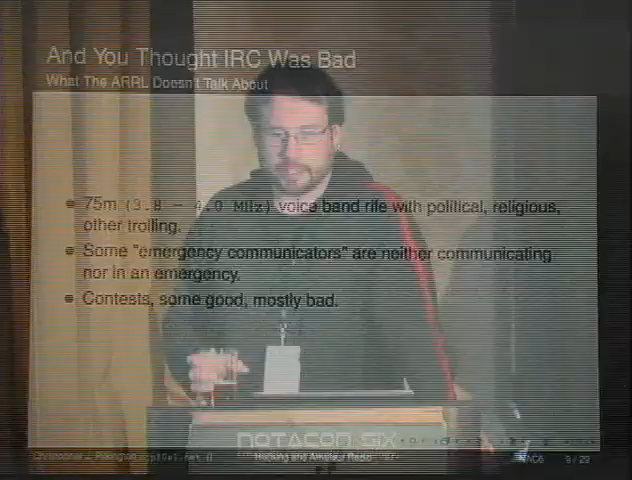 And You Thought IRC Was Bad
What The ARRL Doesn't Talk About
75m (3.8 – 4.0 MHz) voice band rife with political, religious,
other trolling.
Some "emergency communicators" are neither communicating
nor in an emergency.
Contests, some good, mostly bad.
NOTACON SIX
Hacking and Amateur Radio
9 / 29